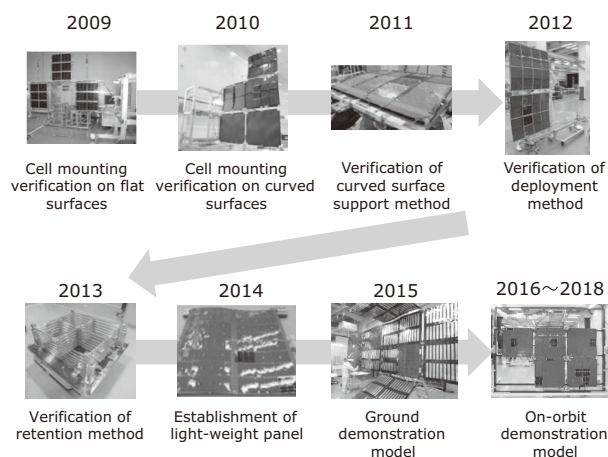 2009
2010
2011
2012
Cell mounting
verification on flat
surfaces
Cell mounting
verification on curved
surfaces
Verification of
curved surface
support method
Verification of
deployment
method
2013
2014
2015
2016～2018
Verification of
retention method
Establishment of
light-weight panel
Ground
demonstration
model
On-orbit
demonstration
model